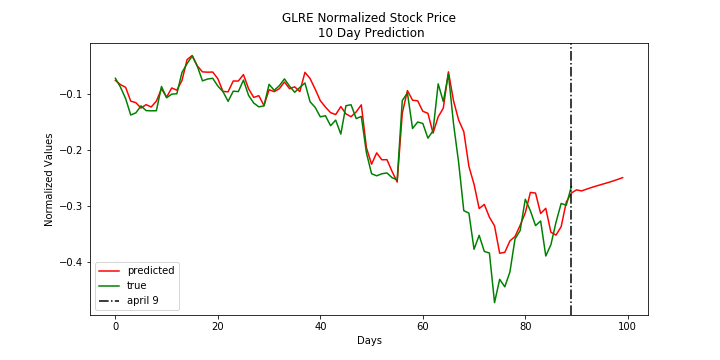 GLRE Normalized Stock Price
10 Day Prediction
Normalized Values
−0.1
−0.2
−0.3
−0.4
predicted
true
april 9
0
20
40
60
80
100
Days